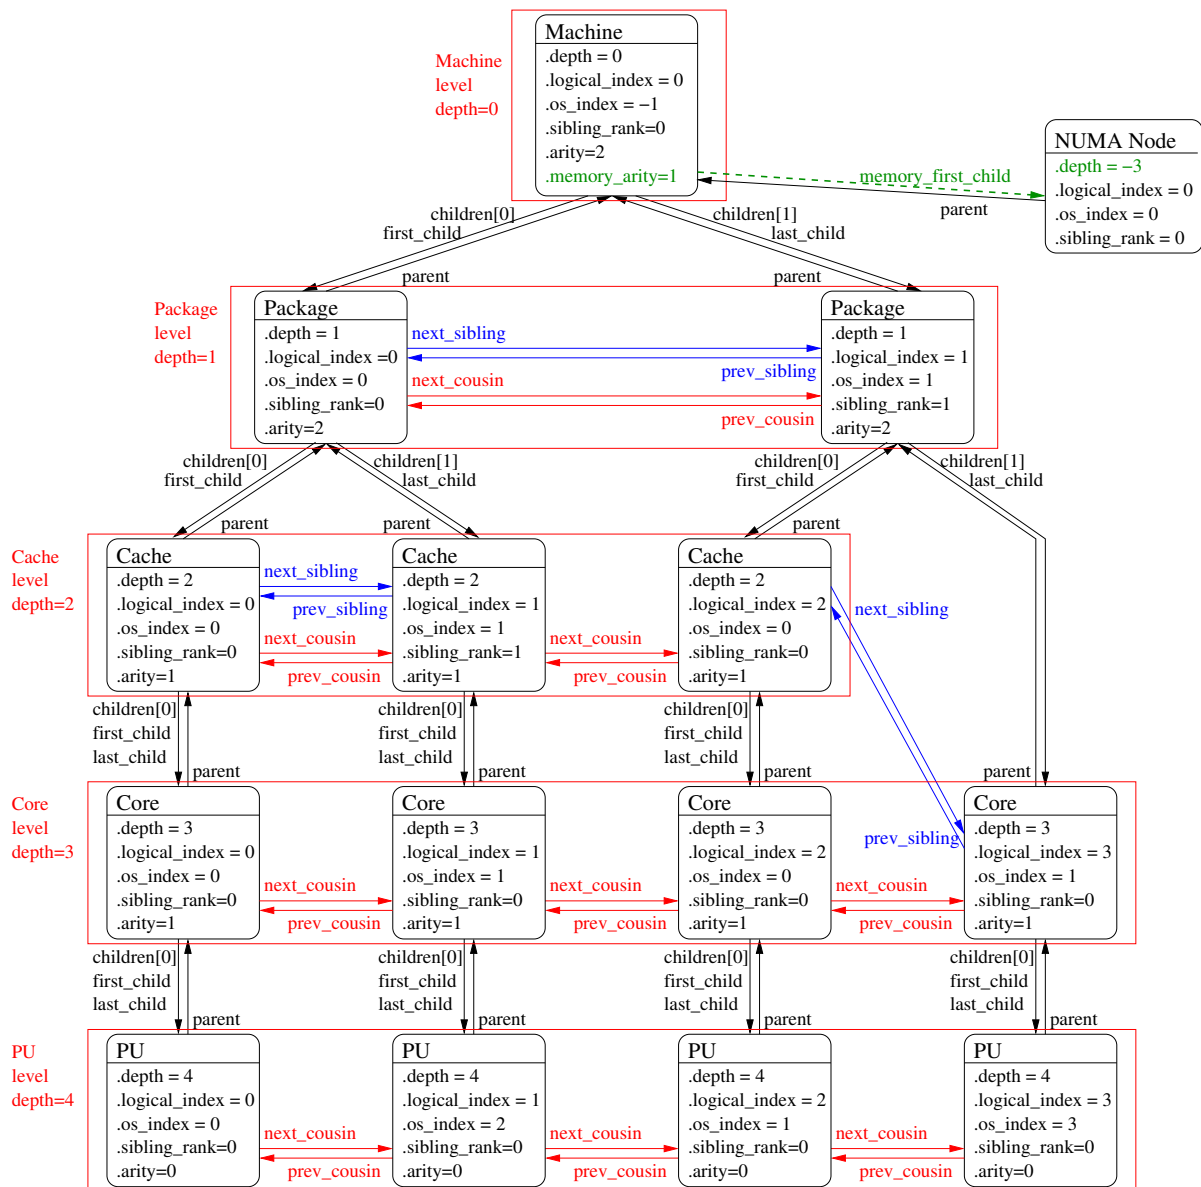 Machine
level
depth=0
Machine
.depth = 0
.logical_index = 0
.os_index = −1
.sibling_rank=0
.arity=2
.memory_arity=1
NUMA Node
.depth = −3
.logical_index = 0
.os_index = 0
.sibling_rank = 0
memory_first_child
parent
children[0]
first_child
parent
children[1]
last_child
parent
Package
level
depth=1
Package
.depth = 1
.logical_index =0
.os_index = 0
.sibling_rank=0
.arity=2
next_sibling
prev_sibling
next_cousin
prev_cousin
Package
.depth = 1
.logical_index = 1
.os_index = 1
.sibling_rank=1
.arity=2
children[0]
first_child
parent
children[1]
last_child
parent
children[0]
first_child
parent
children[1]
last_child
Cache
level
depth=2
Cache
.depth = 2
.logical_index = 0
.os_index = 0
.sibling_rank=0
.arity=1
next_sibling
prev_sibling
next_cousin
prev_cousin
Cache
.depth = 2
.logical_index = 1
.os_index = 1
.sibling_rank=1
.arity=1
next_cousin
prev_cousin
Cache
.depth = 2
.logical_index = 2
.os_index = 0
.sibling_rank=0
.arity=1
next_sibling
prev_sibling
children[0]
first_child
last_child
parent
children[0]
first_child
last_child
parent
children[0]
first_child
last_child
parent
parent
Core
level
depth=3
Core
.depth = 3
.logical_index = 0
.os_index = 0
.sibling_rank=0
.arity=1
next_cousin
prev_cousin
Core
.depth = 3
.logical_index = 1
.os_index = 1
.sibling_rank=0
.arity=1
next_cousin
prev_cousin
Core
.depth = 3
.logical_index = 2
.os_index = 0
.sibling_rank=0
.arity=1
next_cousin
prev_cousin
Core
.depth = 3
.logical_index = 3
.os_index = 1
.sibling_rank=0
.arity=1
children[0]
first_child
last_child
parent
children[0]
first_child
last_child
parent
children[0]
first_child
last_child
parent
children[0]
first_child
last_child
parent
PU
level
depth=4
PU
.depth = 4
.logical_index = 0
.os_index = 0
.sibling_rank=0
.arity=0
next_cousin
prev_cousin
PU
.depth = 4
.logical_index = 1
.os_index = 2
.sibling_rank=0
.arity=0
next_cousin
prev_cousin
PU
.depth = 4
.logical_index = 2
.os_index = 1
.sibling_rank=0
.arity=0
next_cousin
prev_cousin
PU
.depth = 4
.logical_index = 3
.os_index = 3
.sibling_rank=0
.arity=0